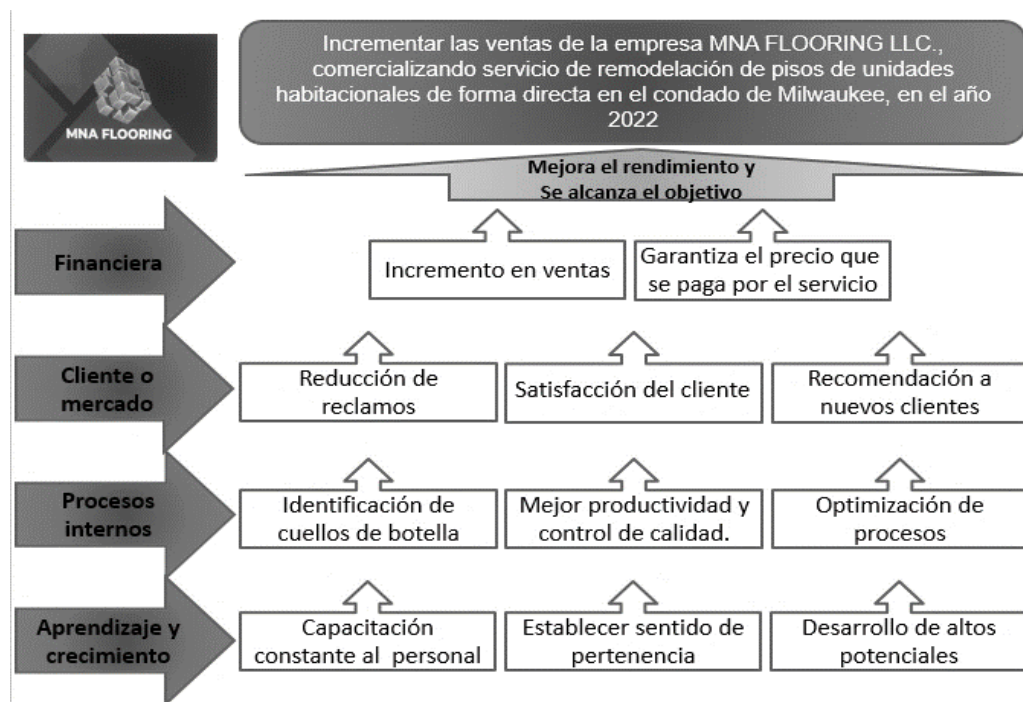 MNA FLOORING
Incrementar las ventas de la empresa MNA FLOORING LLC.,
comercializando servicio de remodelación de pisos de unidades
habitacionales de forma directa en el condado de Milwaukee, en el año
2022
Mejora el rendimiento y
Se alcanza el objetivo
Financiera
Incremento en ventas
Garantiza el precio que
se paga por el servicio
Cliente o
mercado
Reducción de
reclamos
Satisfacción del cliente
Recomendación a
nuevos clientes
Procesos
internos
Identificación de
cuellos de botella
Mejor productividad y
control de calidad.
Optimización de
procesos
Aprendizaje y
crecimiento
Capacitación
constante al personal
Establecer sentido de
pertenencia
Desarrollo de altos
potenciales